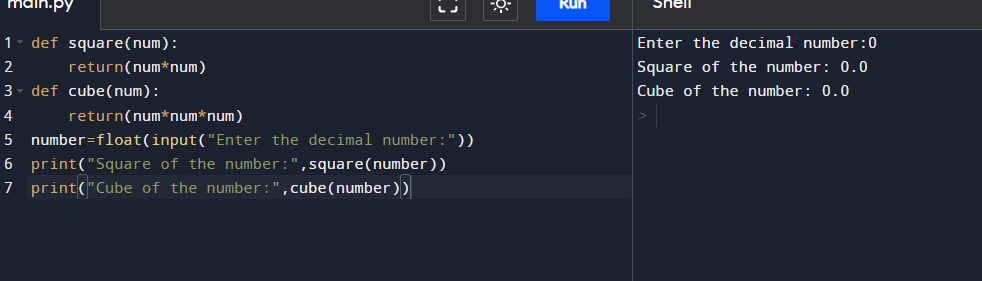 main.py
Run
Shell
1 def square(num):
2     return(num*num)
3 def cube(num):
4     return(num*num*num)
5 number=float(input("Enter the decimal number:"))
6 print("Square of the number:",square(number))
7 print("Cube of the number:",cube(number))
Enter the decimal number:0
Square of the number: 0.0
Cube of the number: 0.0
>